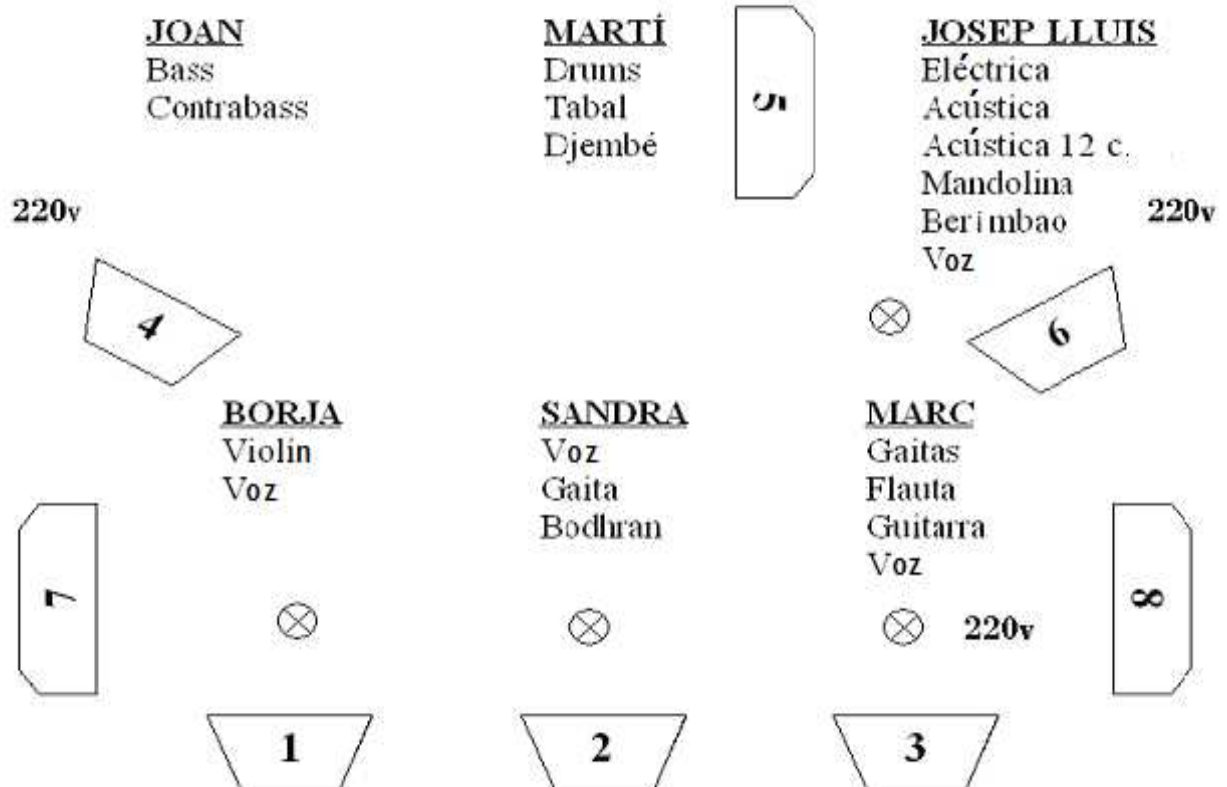 JOAN
Bass
Contrabass
MARTÍ
Drums
Tabal
Djembé
5
JOSEP LLUIS
Eléctrica
Acústica
Acústica 12 c.
Mandolina
Berimbao
Voz
220v
220v
4
6
BORJA
Violin
Voz
SANDRA
Voz
Gaita
Bodhran
MARC
Gaitas
Flauta
Guitarra
Voz
7
220v
8
1
2
3